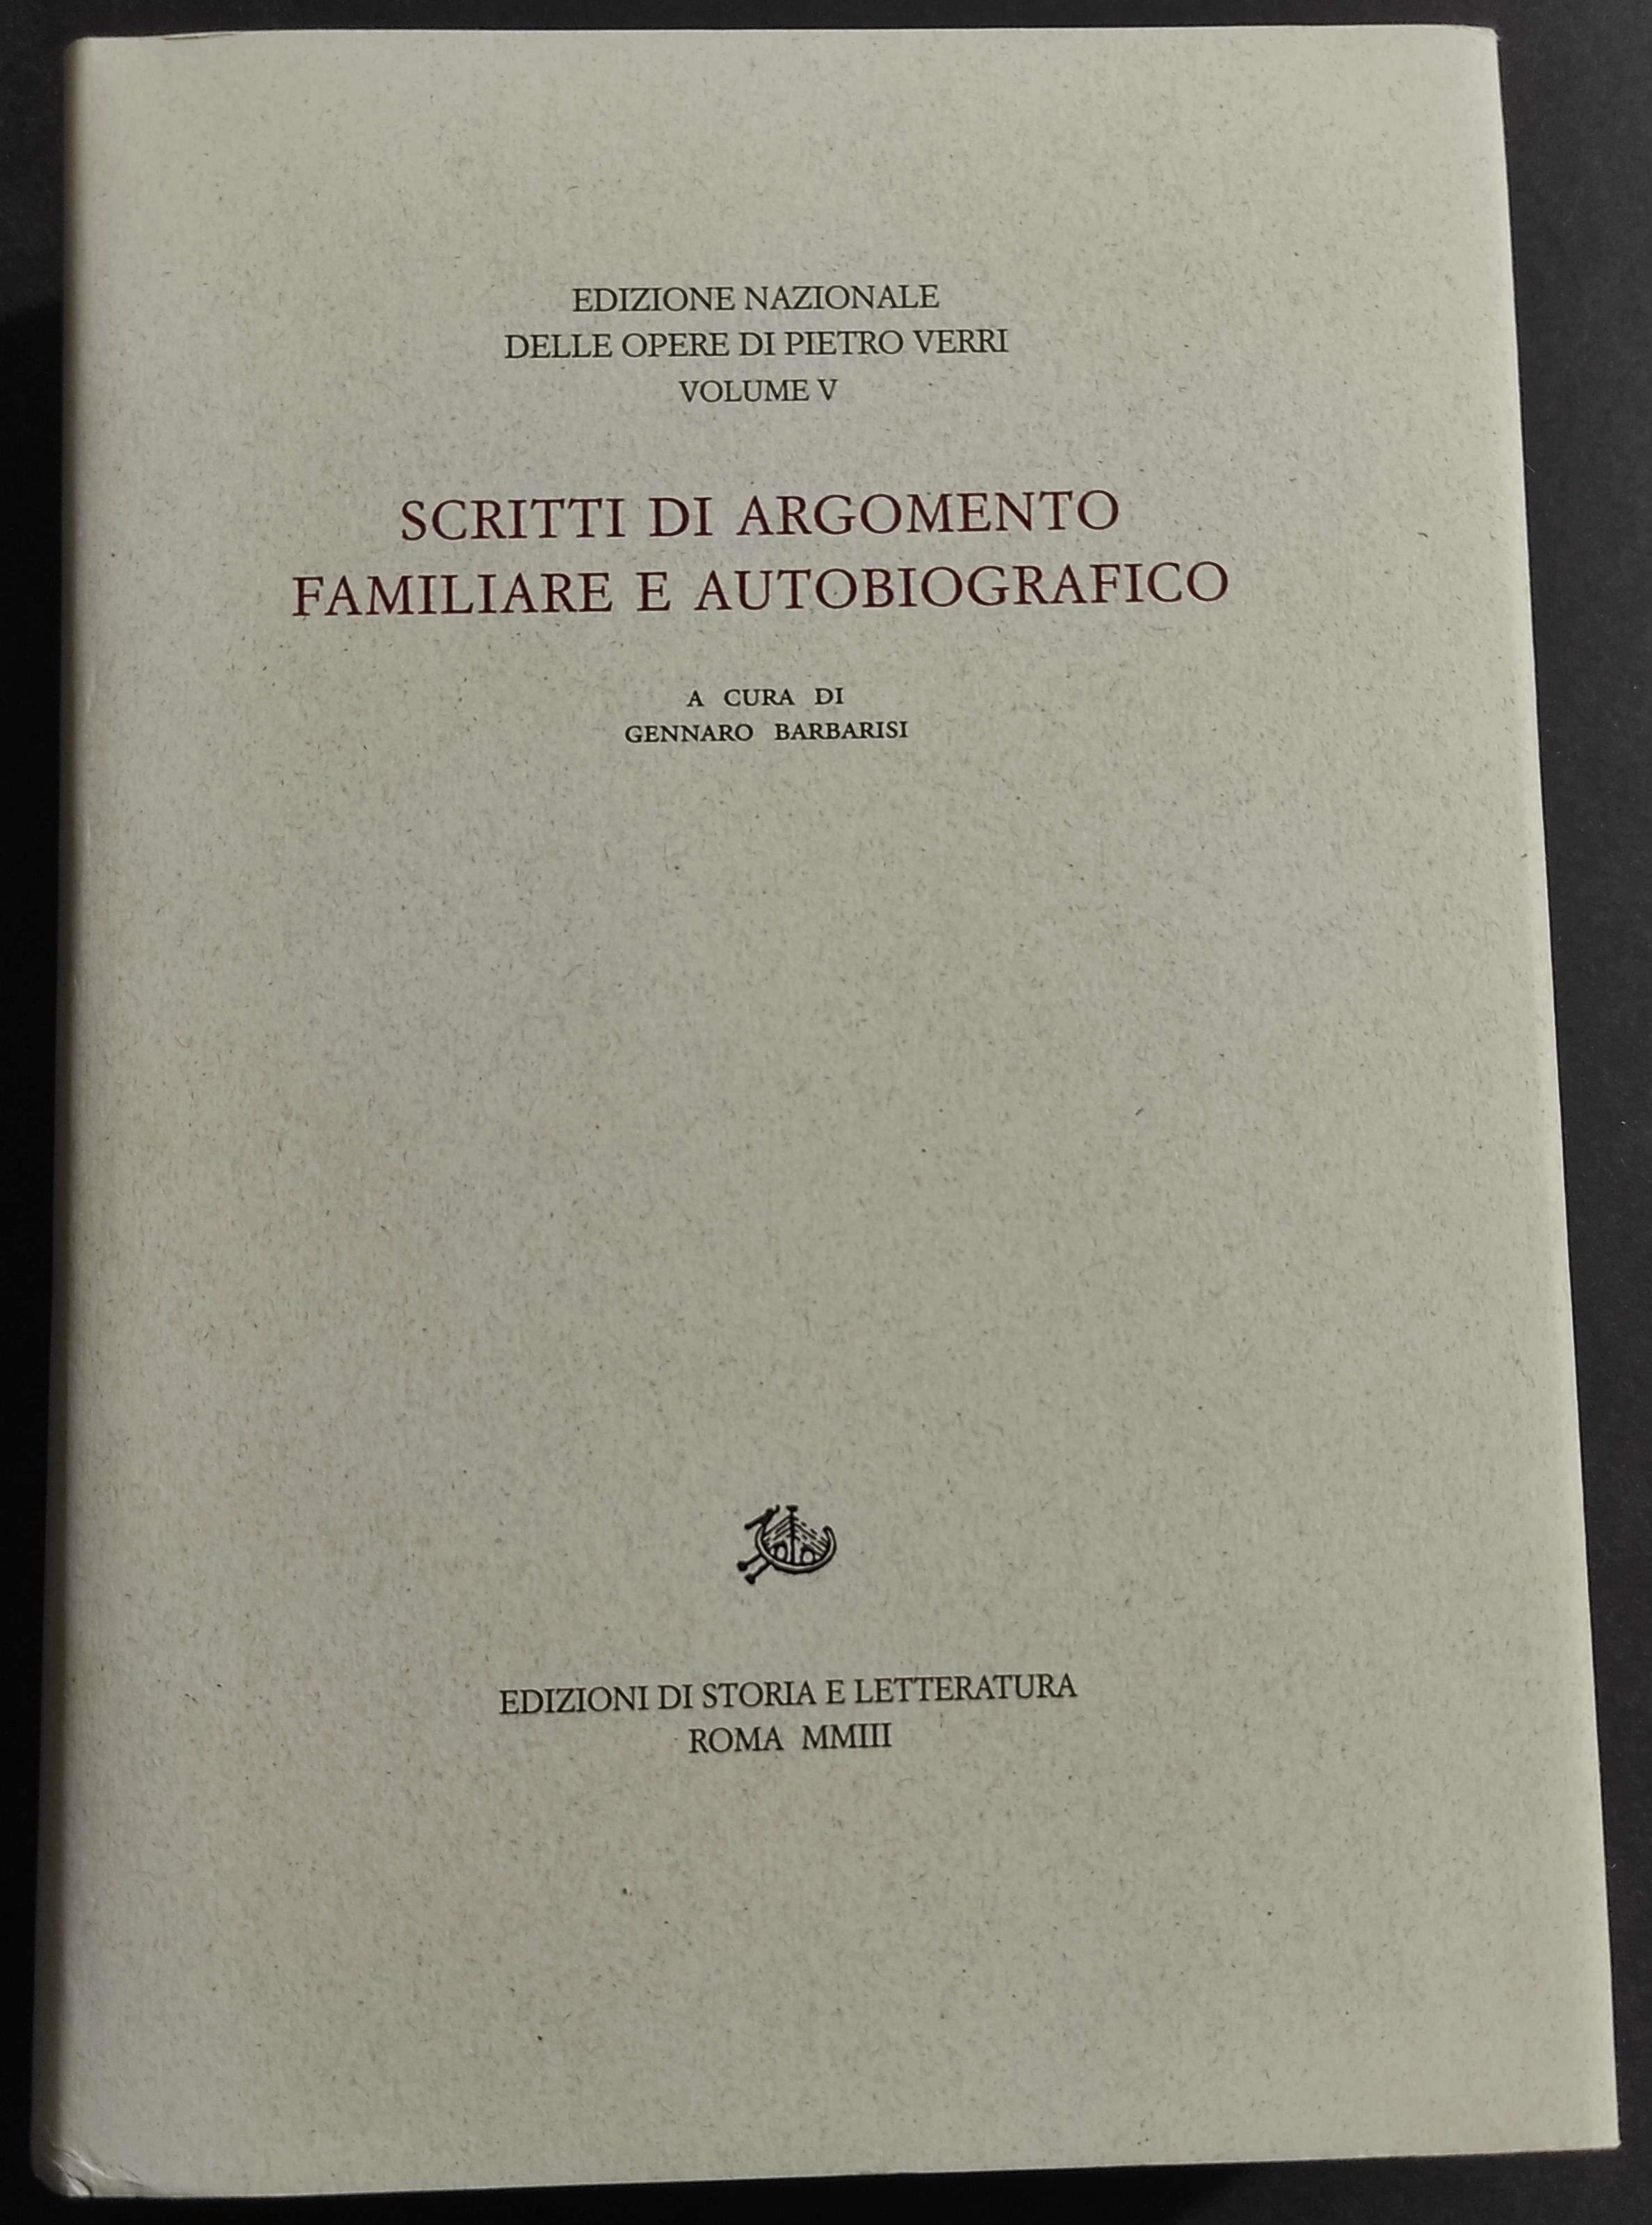 EDIZIONE NAZIONALE
DELLE OPERE DI PIETRO VERRI
VOLUME V
SCRITTI DI ARGOMENTO
FAMILIARE E AUTOBIOGRAFICO
A CURA DI
GENNARO BARBARISI
EDIZIONI DI STORIA E LETTERATURA
ROMA MMIII